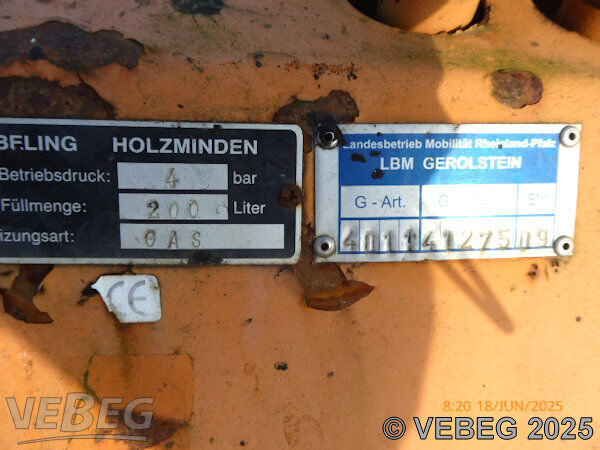 HOLZMINDEN
Betriebsdruck: 4 bar
Füllmenge: 200 Liter
izungsart: GAS
Landesbetrieb Mobilität Rheinland-Pfalz
LBM GEROLSTEIN
G - Art.
40114127509
CE
VEBEG
8:20 18/JUN/2025
© VEBEG 2025